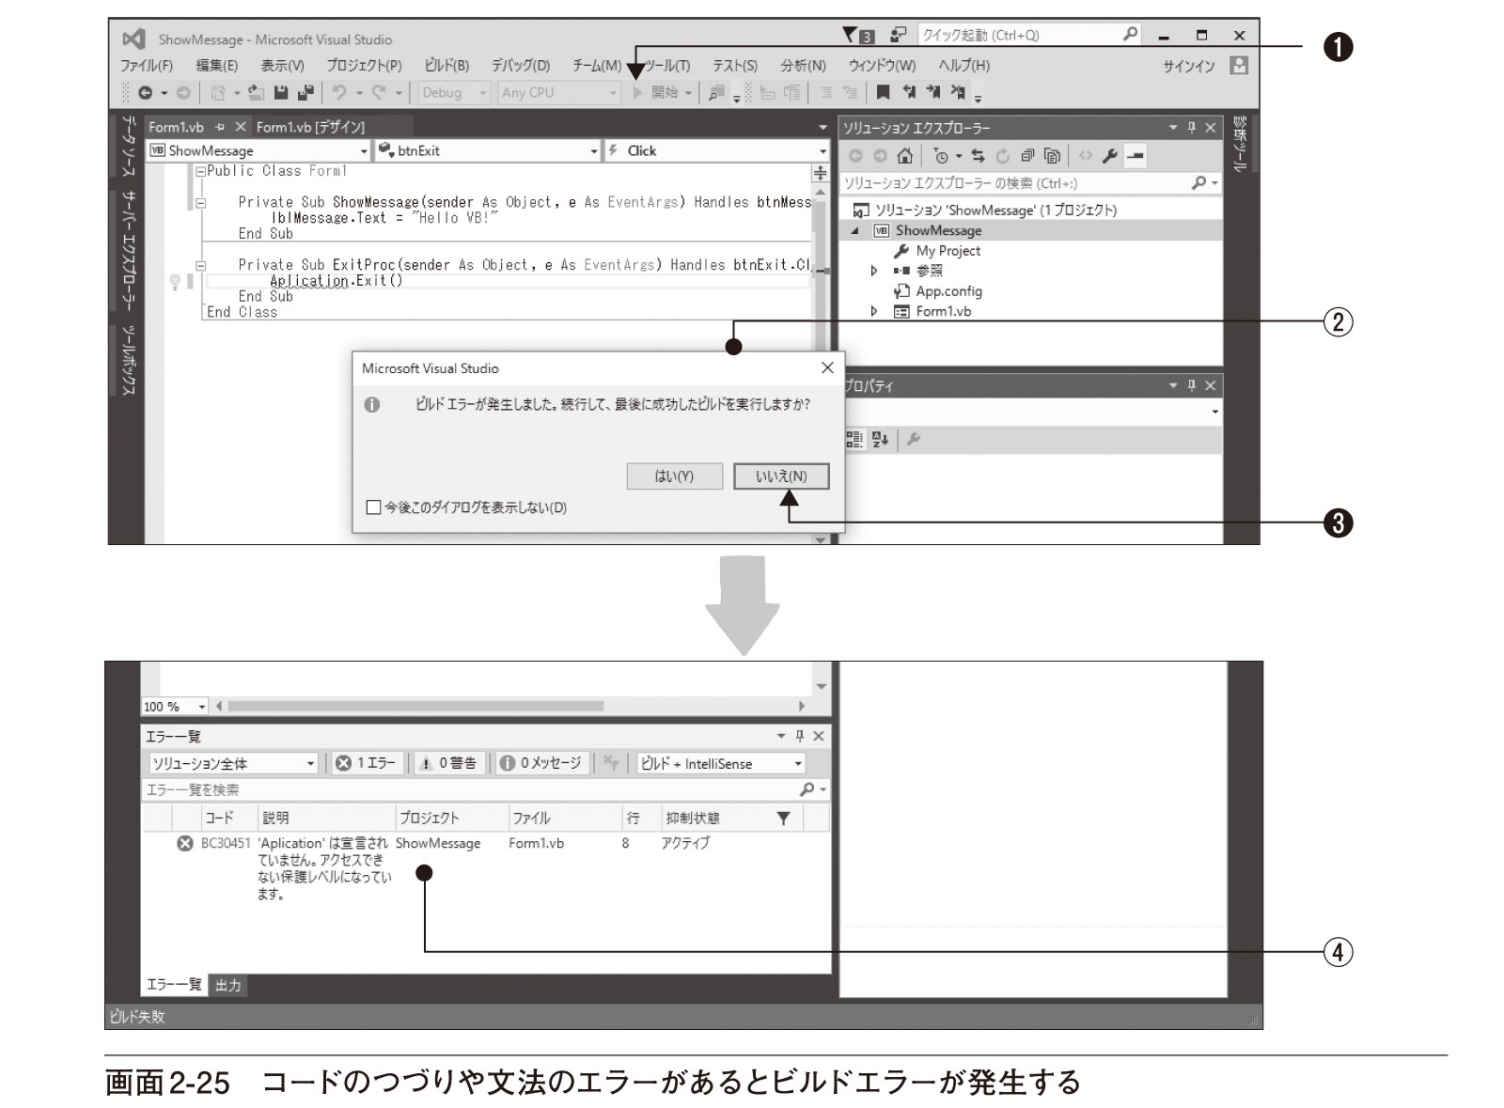 ShowMessage - Microsoft Visual Studio
3
クイック起動 (Ctrl+Q)
❶
ファイル(F) 編集(E) 表示(V) プロジェクト(P) ビルド(B) デバッグ(D) チーム(M) ツール(T) テスト(S) 分析(N) ウィンドウ(W) ヘルプ(H) サインイン
Debug Any CPU 開始
データ ソース サーバー エクスプローラー ツールボックス
Form1.vb Form1.vb [デザイン]
VB ShowMessage btnExit Click
Public Class Form1
Private Sub ShowMessage(sender As Object, e As EventArgs) Handles btnMess
lblMessage.Text = "Hello VB!"
End Sub
Private Sub ExitProc(sender As Object, e As EventArgs) Handles btnExit.Cl
Aplication.Exit()
End Sub
End Class
ソリューション エクスプローラー
ソリューション エクスプローラー の検索 (Ctrl+:)
ソリューション 'ShowMessage' (1 プロジェクト)
VB ShowMessage
My Project
参照
App.config
Form1.vb
診断ツール
②
Microsoft Visual Studio
ビルド エラーが発生しました。続行して、最後に成功したビルドを実行しますか?
はい(Y) いいえ(N)
今後このダイアログを表示しない(D)
プロパティ
❸
100 %
エラー一覧
ソリューション全体 1 エラー 0 警告 0 メッセージ ビルド + IntelliSense
エラー一覧を検索
コード 説明 プロジェクト ファイル 行 抑制状態
BC30451 'Aplication' は宣言され ShowMessage Form1.vb 8 アクティブ
ていません。アクセスでき
ない保護レベルになってい
ます。
④
エラー一覧 出力
ビルド失敗
画面2-25 コードのつづりや文法のエラーがあるとビルドエラーが発生する